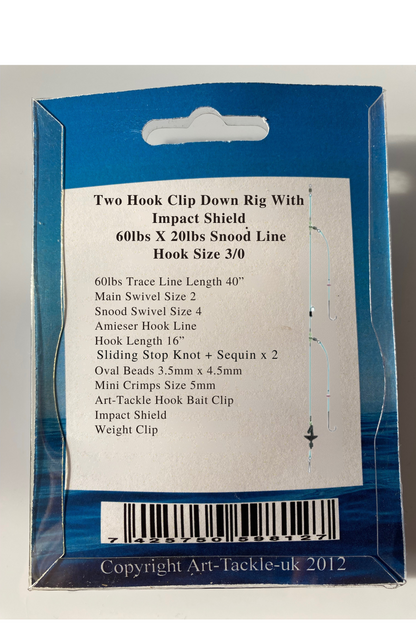 Two Hook Clip Down Rig With
Impact Shield
60lbs X 20lbs Snood Line
Hook Size 3/0
60lbs Trace Line Length 40”
Main Swivel Size 2
Snood Swivel Size 4
Amieser Hook Line
Hook Length 16”
Sliding Stop Knot + Sequin x 2
Oval Beads 3.5mm x 4.5mm
Mini Crimps Size 5mm
Art-Tackle Hook Bait Clip
Impact Shield
Weight Clip
7 425750 598127
Copyright Art-Tackle-uk 2012